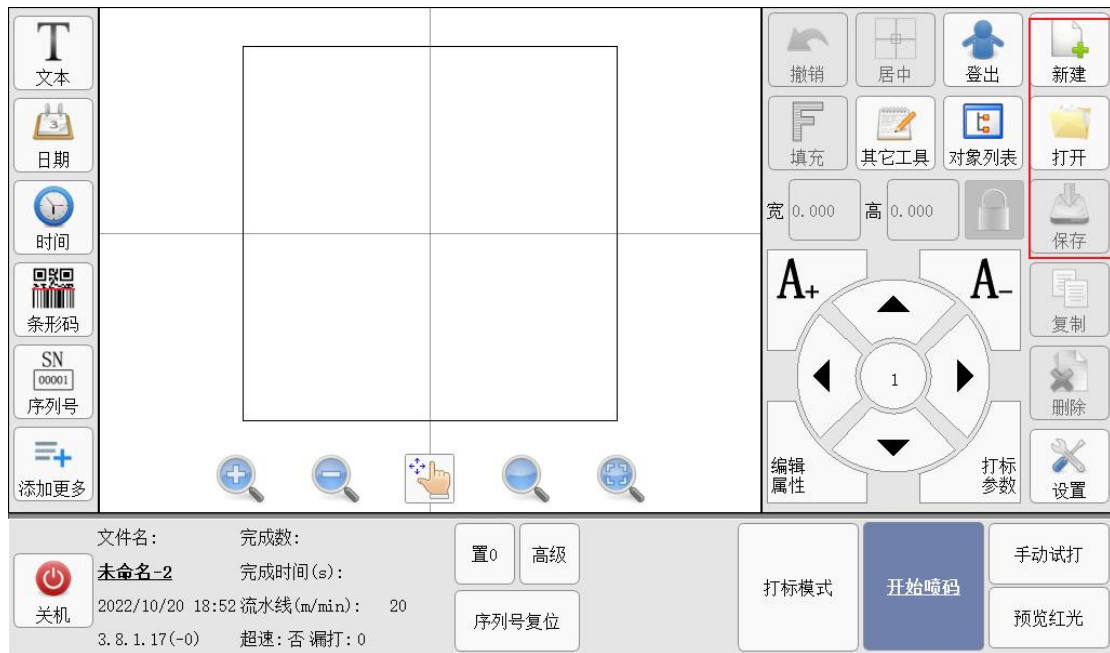 T
文本
3
日期
时间
条形码
SN
00001
序列号
添加更多
撤销
居中
登出
新建
F
填充
其它工具
对象列表
打开
宽 0.000 高 0.000
保存
A+ A-
复制
1
删除
编辑
属性
打标
参数
设置
关机
文件名: 完成数:
未命名-2 完成时间(s):
2022/10/20 18:52 流水线(m/min): 20
3.8.1.17(-0) 超速:否 漏打:0
置0 高级
序列号复位
打标模式
开始喷码
手动试打
预览红光